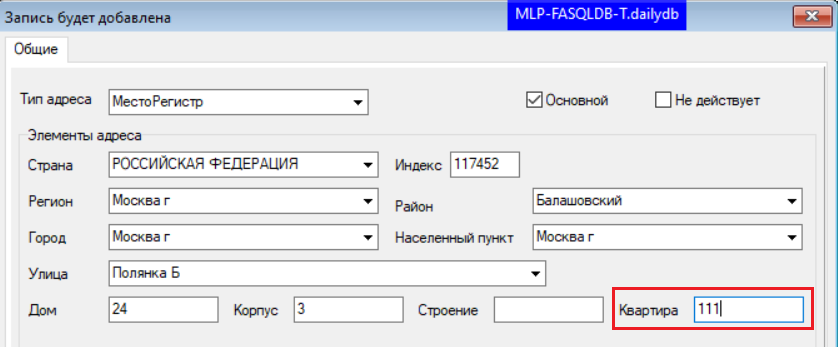 Запись будет добавлена MLP-FASQLDB-T.dailydb
Общие
Тип адреса МестоРегистр Основной Не действует
Элементы адреса
Страна РОССИЙСКАЯ ФЕДЕРАЦИЯ Индекс 117452
Регион Москва г Район Балашовский
Город Москва г Населенный пункт Москва г
Улица Полянка Б
Дом 24 Корпус 3 Строение Квартира 111